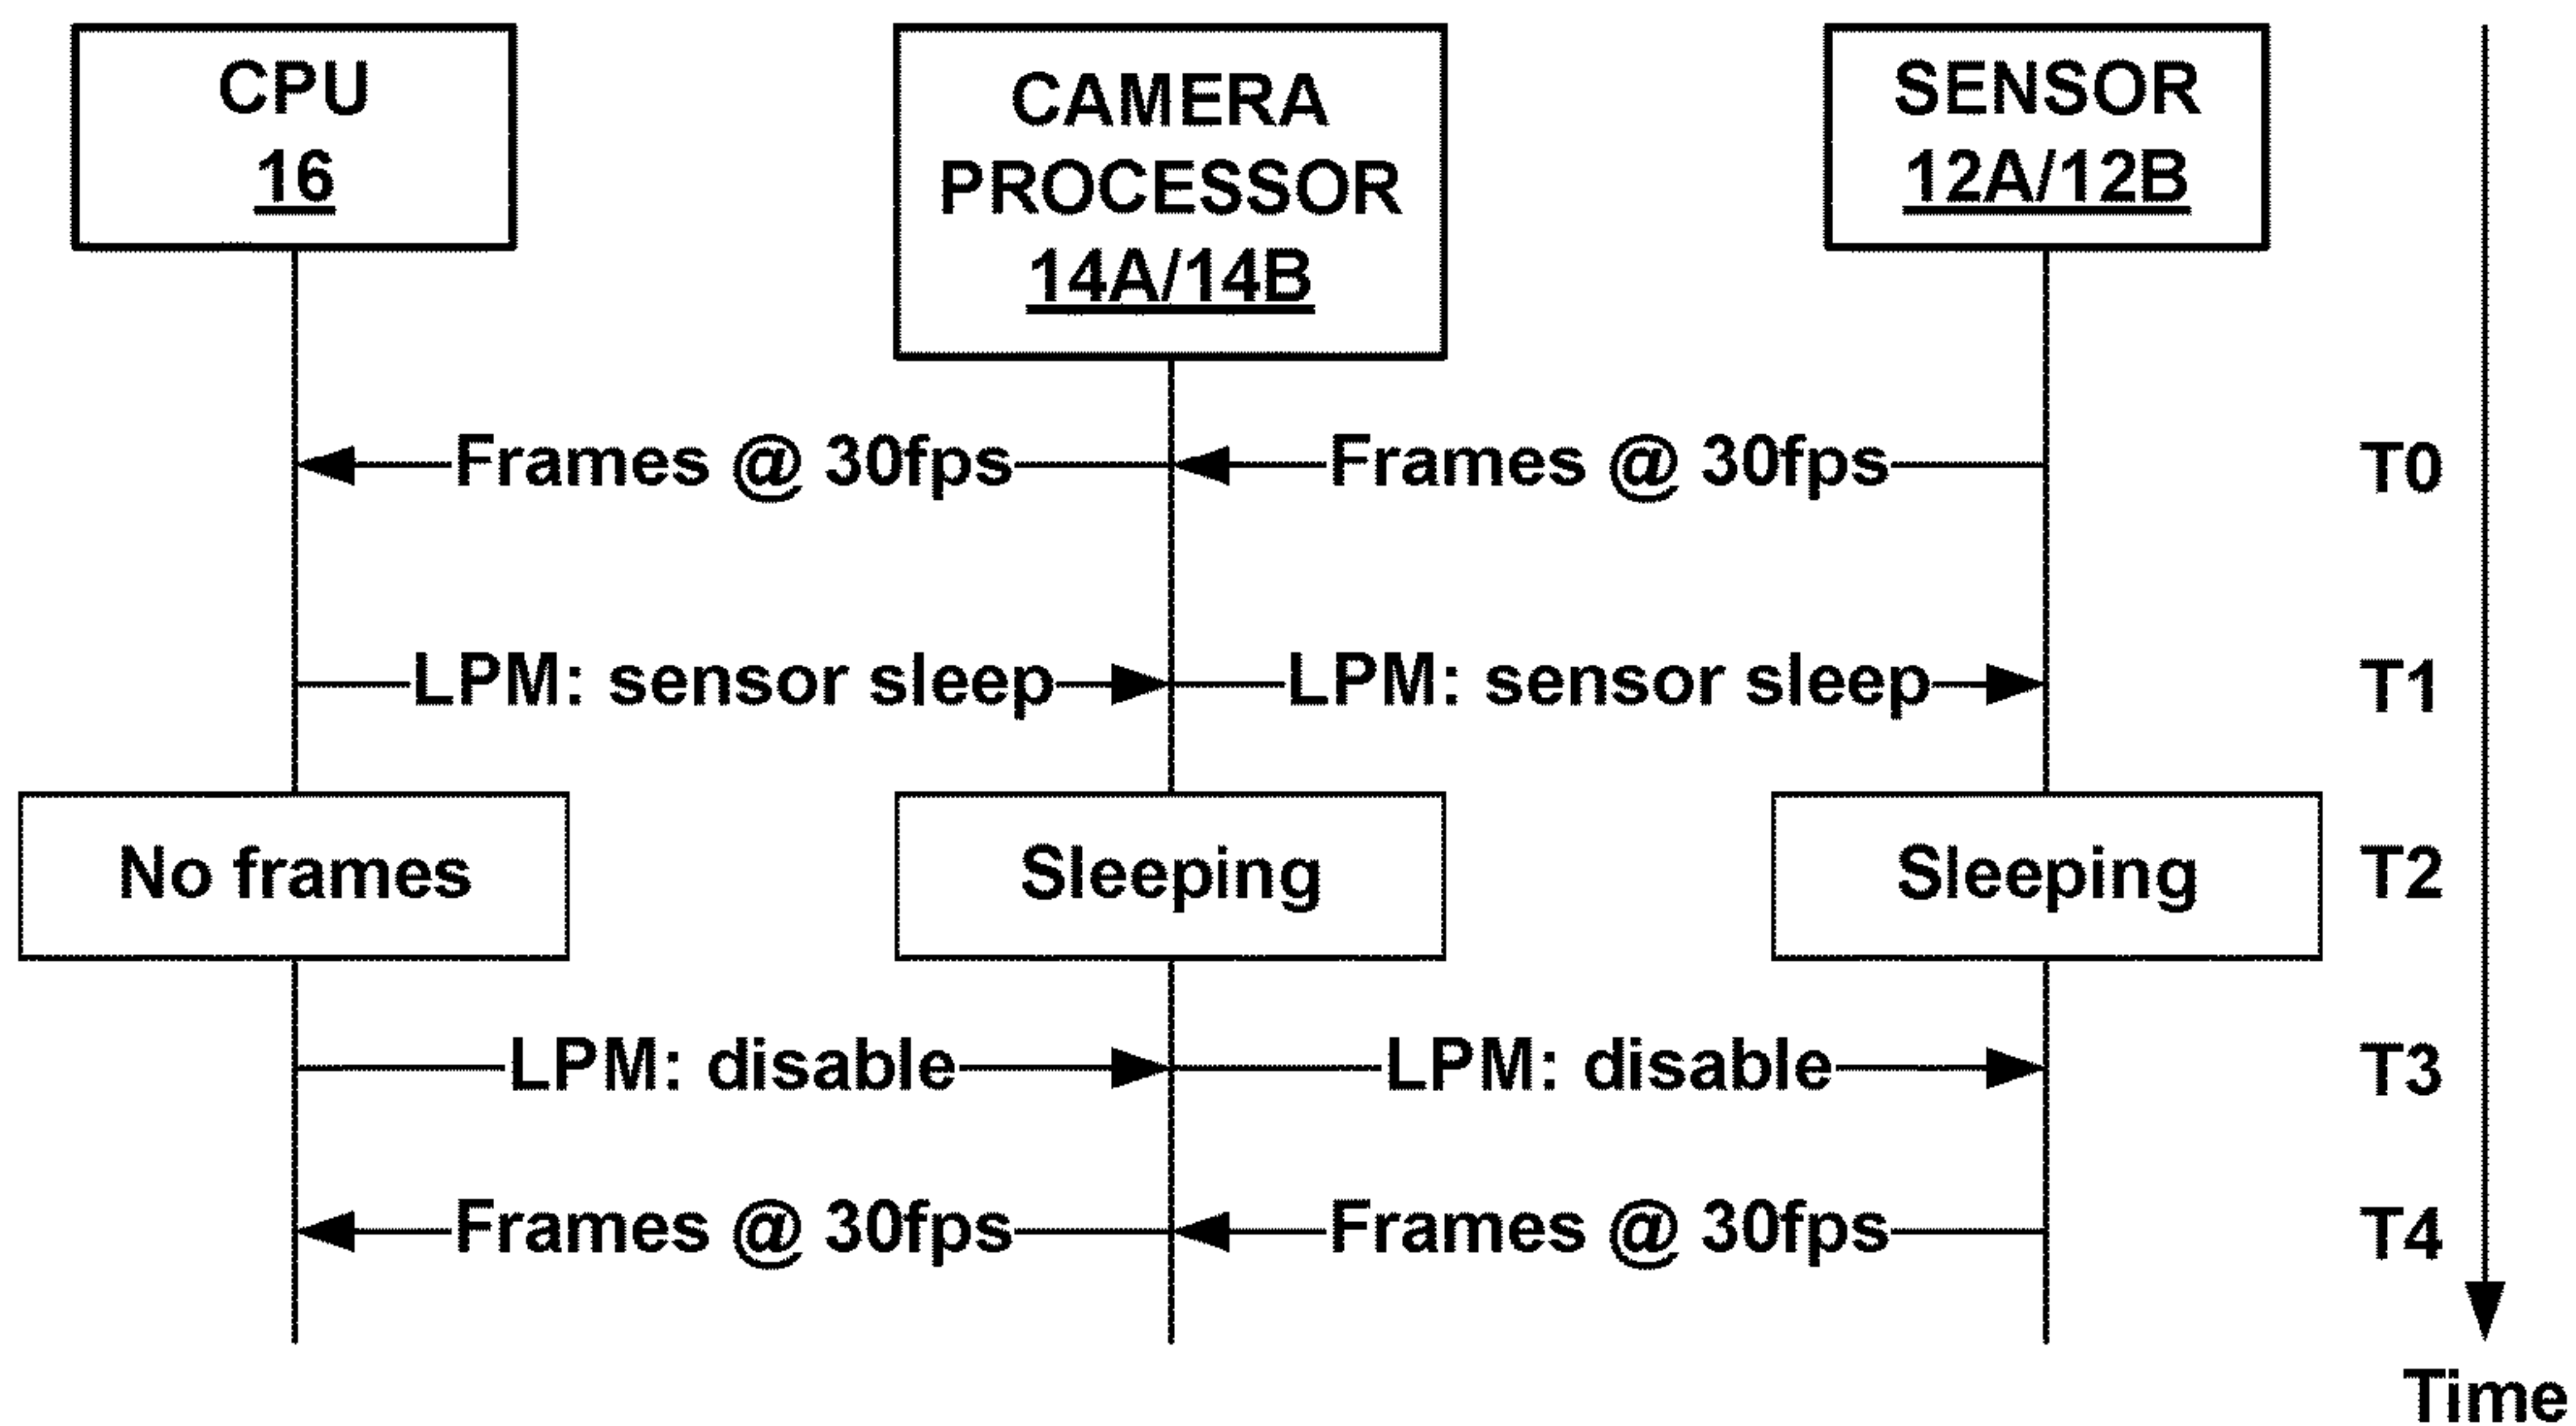 CPU
16
CAMERA
PROCESSOR
14A/14B
SENSOR
12A/12B
Frames @ 30fps
Frames @ 30fps
T0
LPM: sensor sleep
LPM: sensor sleep
T1
No frames
Sleeping
Sleeping
T2
LPM: disable
LPM: disable
T3
Frames @ 30fps
Frames @ 30fps
T4
Time